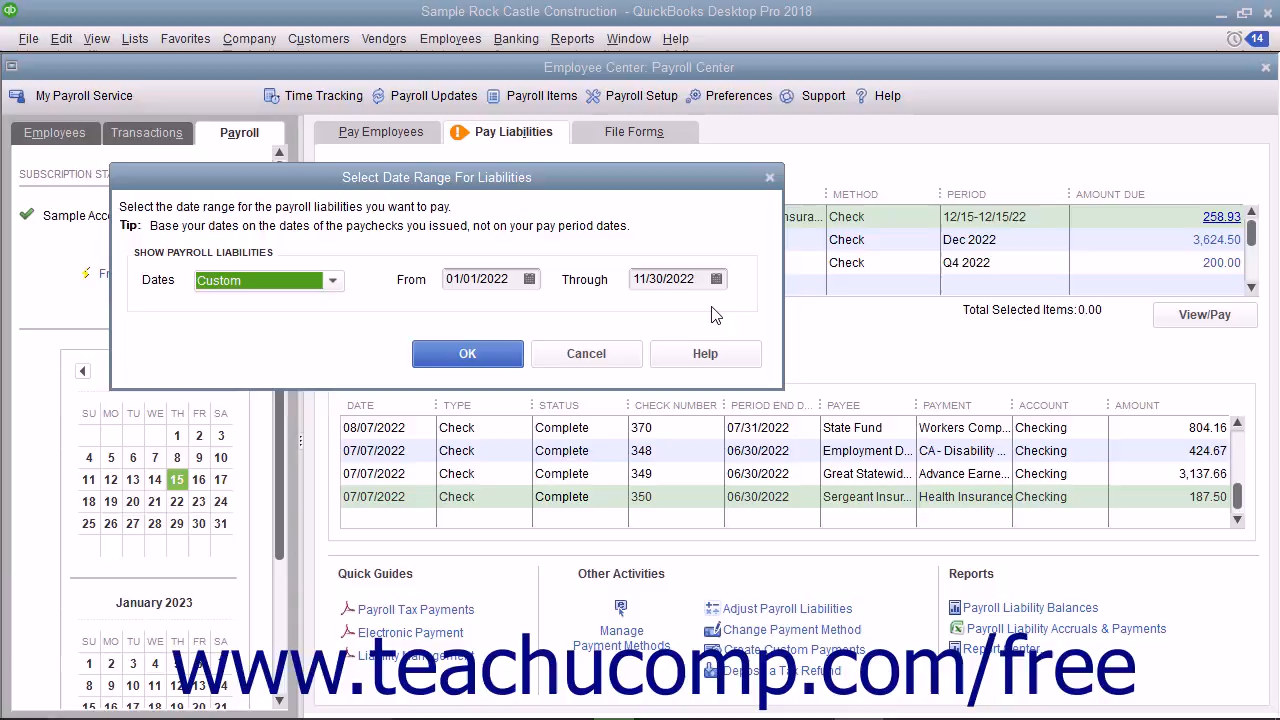 Sample Rock Castle Construction - QuickBooks Desktop Pro 2018
File Edit View Lists Favorites Company Customers Vendors Employees Banking Reports Window Help 14
Employee Center: Payroll Center
My Payroll Service Time Tracking Payroll Updates Payroll Items Payroll Setup Preferences Support Help
Employees Transactions Payroll Pay Employees Pay Liabilities File Forms
SUBSCRIPTION STA
Sample Acco
Select Date Range For Liabilities
Select the date range for the payroll liabilities you want to pay.
Tip: Base your dates on the dates of the paychecks you issued, not on your pay period dates.
SHOW PAYROLL LIABILITIES
Dates Custom From 01/01/2022 Through 11/30/2022
OK Cancel Help
METHOD PERIOD AMOUNT DUE
nsura... Check 12/15-12/15/22 258.93
Check Dec 2022 3,624.50
Check Q4 2022 200.00
Total Selected Items:0.00 View/Pay
SU MO TU WE TH FR SA
1 2 3
4 5 6 7 8 9 10
11 12 13 14 15 16 17
18 19 20 21 22 23 24
25 26 27 28 29 30 31
January 2023
SU MO TU WE TH FR SA
1 2 3 4 5 6 7
8 9 10 11 12 13 14
DATE TYPE STATUS CHECK NUMBER PERIOD END D... PAYEE PAYMENT ACCOUNT AMOUNT
08/07/2022 Check Complete 370 07/31/2022 State Fund Workers Comp... Checking 804.16
07/07/2022 Check Complete 348 06/30/2022 Employment D... CA - Disability ... Checking 424.67
07/07/2022 Check Complete 349 06/30/2022 Great Statewid... Advance Earne... Checking 3,137.66
07/07/2022 Check Complete 350 06/30/2022 Sergeant Insur... Health Insurance Checking 187.50
Quick Guides
Payroll Tax Payments
Electronic Payment
Liability Management
Other Activities
Manage
Payment Methods
Adjust Payroll Liabilities
Change Payment Method
Create Custom Payments
Deposit a Tax Refund
Reports
Payroll Liability Balances
Payroll Liability Accruals & Payments
Report Center
www.teachucomp.com/free